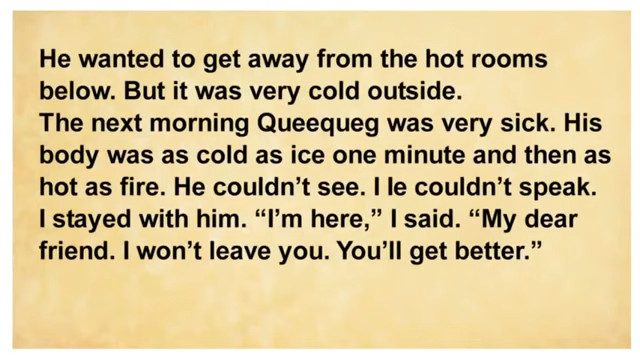 He wanted to get away from the hot rooms
below. But it was very cold outside.
The next morning Queequeg was very sick. His
body was as cold as ice one minute and then as
hot as fire. He couldn’t see. I le couldn’t speak.
I stayed with him. “I’m here,” I said. “My dear
friend. I won’t leave you. You’ll get better.”